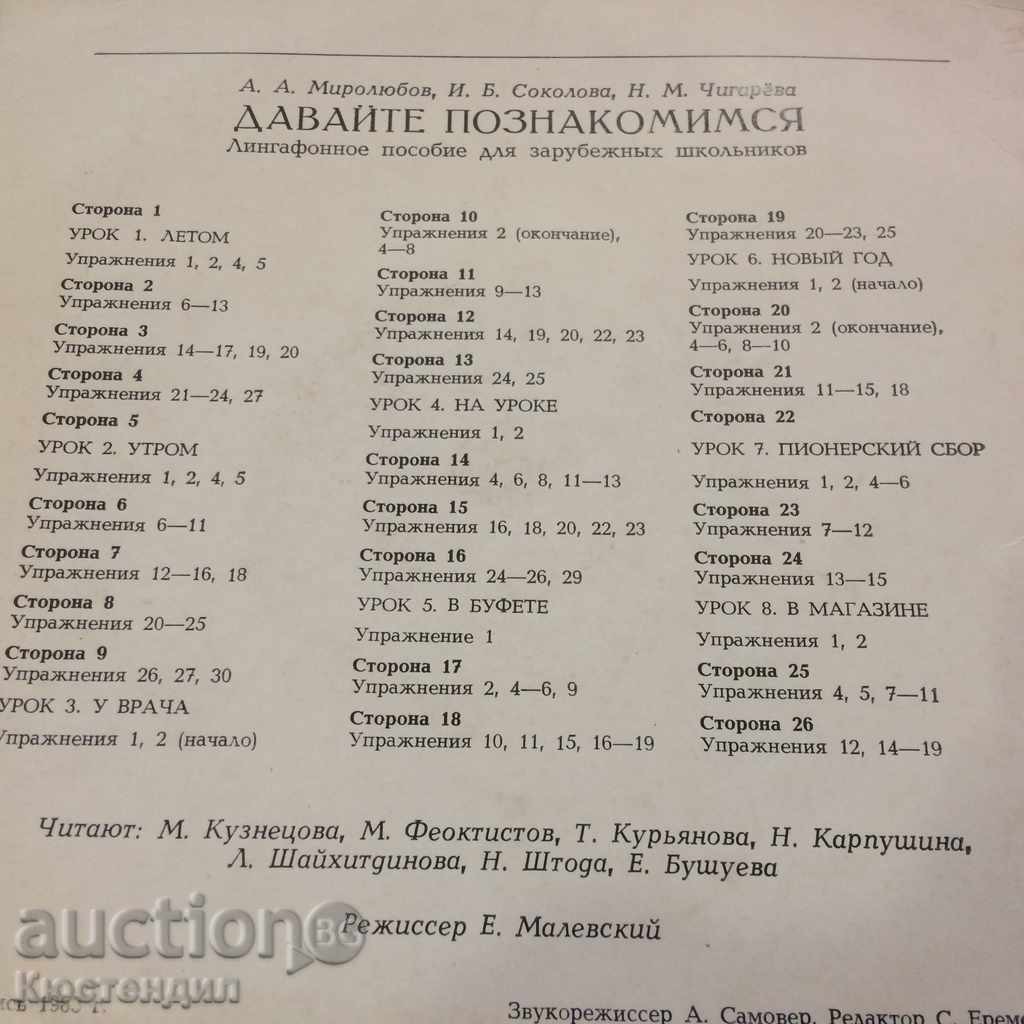 А. А. Миролюбов, И. Б. Соколова, Н. М. Чигарёва
ДАВАЙТЕ ПОЗНАКОМИМСЯ
Лингафонное пособие для зарубежных школьников
Сторона 1
УРОК 1. ЛЕТОМ
Упражнения 1, 2, 4, 5
Сторона 2
Упражнения 6—13
Сторона 3
Упражнения 14—17, 19, 20
Сторона 4
Упражнения 21—24, 27
Сторона 5
УРОК 2. УТРОМ
Упражнения 1, 2, 4, 5
Сторона 6
Упражнения 6—11
Сторона 7
Упражнения 12—16, 18
Сторона 8
Упражнения 20—25
Сторона 9
Упражнения 26, 27, 30
УРОК 3. У ВРАЧА
Упражнения 1, 2 (начало)
Сторона 10
Упражнения 2 (окончание),
4—8
Сторона 11
Упражнения 9—13
Сторона 12
Упражнения 14, 19, 20, 22, 23
Сторона 13
Упражнения 24, 25
УРОК 4. НА УРОКЕ
Упражнения 1, 2
Сторона 14
Упражнения 4, 6, 8, 11—13
Сторона 15
Упражнения 16, 18, 20, 22, 23
Сторона 16
Упражнения 24—26, 29
УРОК 5. В БУФЕТЕ
Упражнение 1
Сторона 17
Упражнения 2, 4—6, 9
Сторона 18
Упражнения 10, 11, 15, 16—19
Сторона 19
Упражнения 20—23, 25
УРОК 6. НОВЫЙ ГОД
Упражнения 1, 2 (начало)
Сторона 20
Упражнения 2 (окончание),
4—6, 8—10
Сторона 21
Упражнения 11—15, 18
Сторона 22
УРОК 7. ПИОНЕРСКИЙ СБОР
Упражнения 1, 2, 4—6
Сторона 23
Упражнения 7—12
Сторона 24
Упражнения 13—15
УРОК 8. В МАГАЗИНЕ
Упражнения 1, 2
Сторона 25
Упражнения 4, 5, 7—11
Сторона 26
Упражнения 12, 14—19
Читают: М. Кузнецова, М. Феоктистов, Т. Курьянова, Н. Карпушина,
Л. Шайхитдинова, Н. Штода, Е. Бушуева
Режиссер Е. Малевский
auction
Кюстендил
Звукорежиссер А. Самовер, Редактор С.